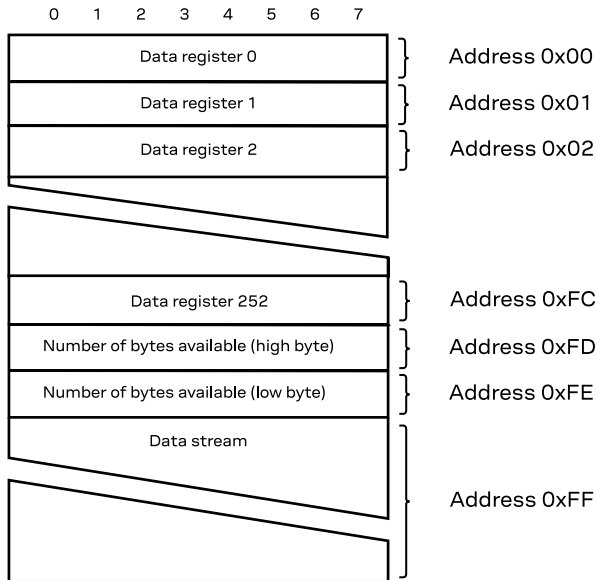 0 1 2 3 4 5 6 7
Data register 0 Address 0x00
Data register 1 Address 0x01
Data register 2 Address 0x02
Data register 252 Address 0xFC
Number of bytes available (high byte) Address 0xFD
Number of bytes available (low byte) Address 0xFE
Data stream
Address 0xFF